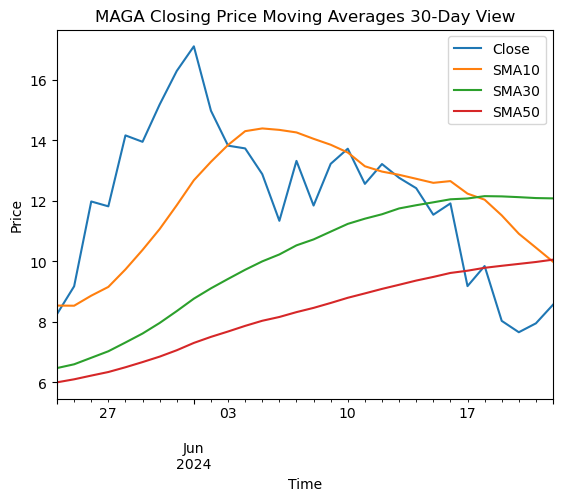 MAGA Closing Price Moving Averages 30-Day View
Close
SMA10
SMA30
SMA50
Price
16
14
12
10
8
6
27
03
10
17
Jun
2024
Time